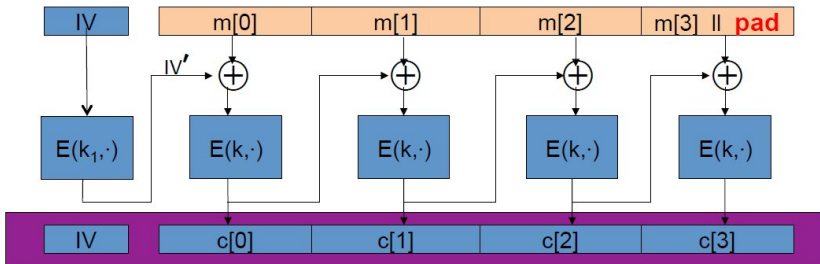 IV m[0] m[1] m[2] m[3] ll pad
IV′
E(k₁,·) E(k,·) E(k,·) E(k,·) E(k,·)
IV c[0] c[1] c[2] c[3]